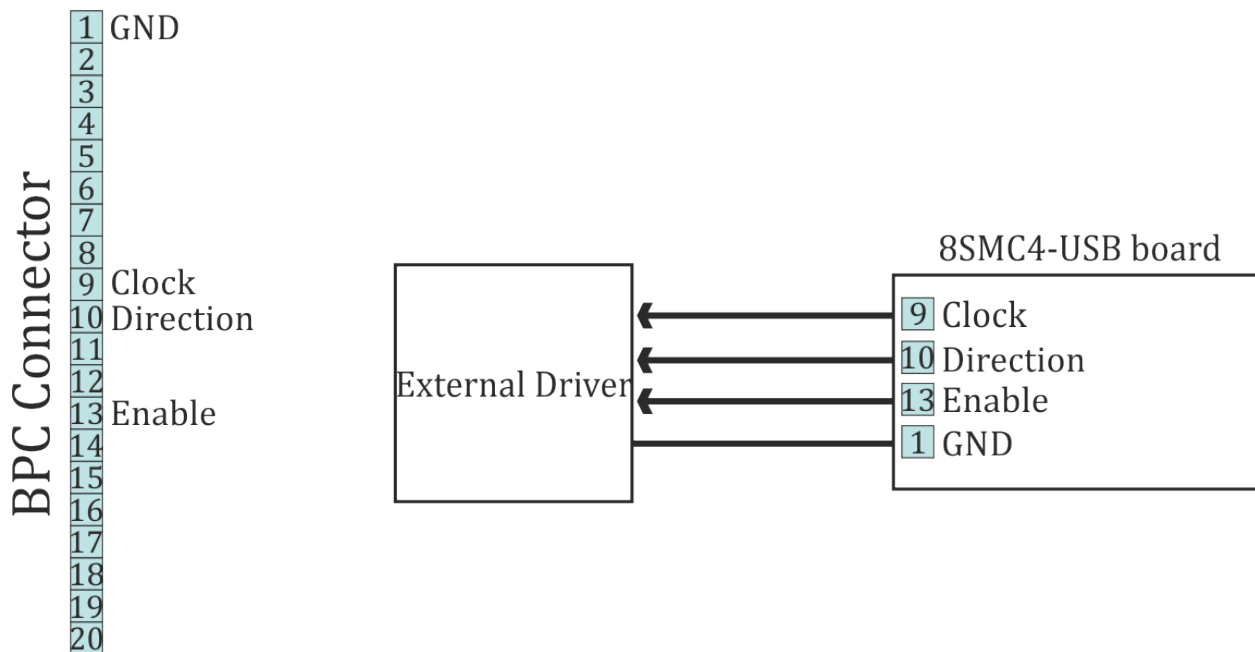 BPC Connector
1 GND
2
3
4
5
6
7
8
9 Clock
10 Direction
11
12
13 Enable
14
15
16
17
18
19
20
External Driver
8SMC4-USB board
9 Clock
10 Direction
13 Enable
1 GND